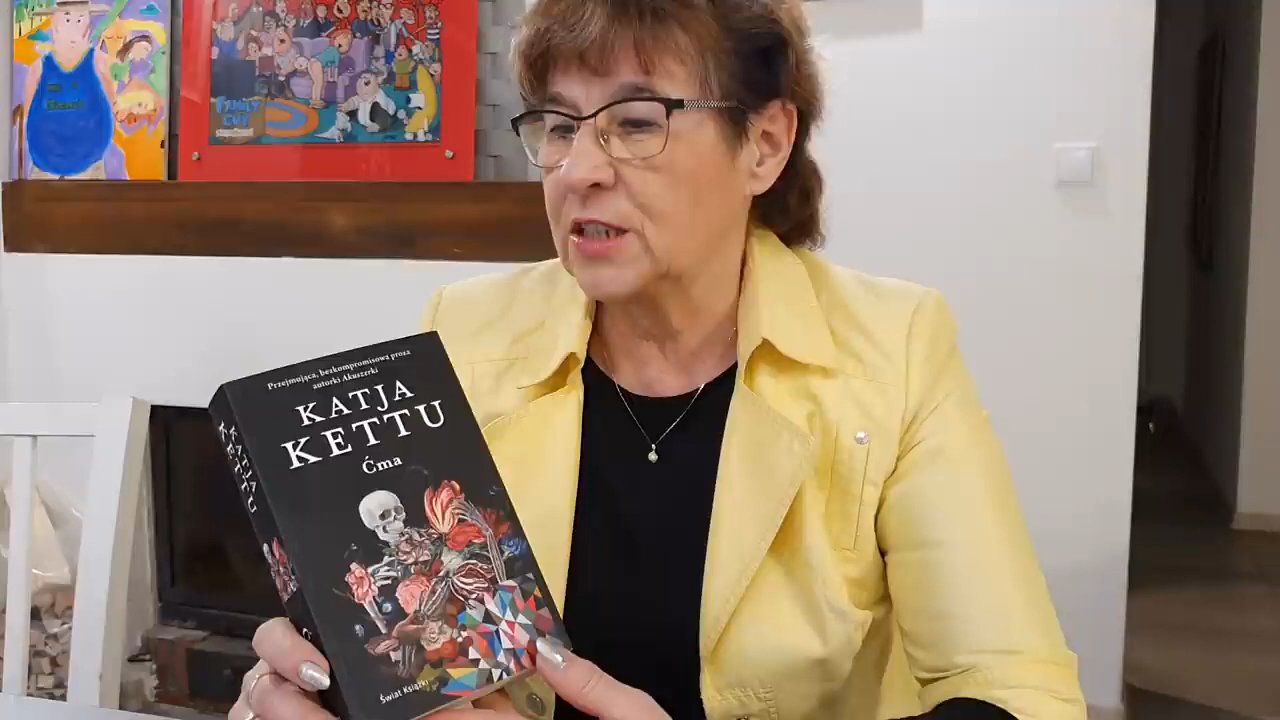 FAMILY
GUY
Przejmująca, bezkompromisowa proza
autorki Akuszerki
KATJA
KETTU
Ćma
Świat Książki
KATJA
KETTU